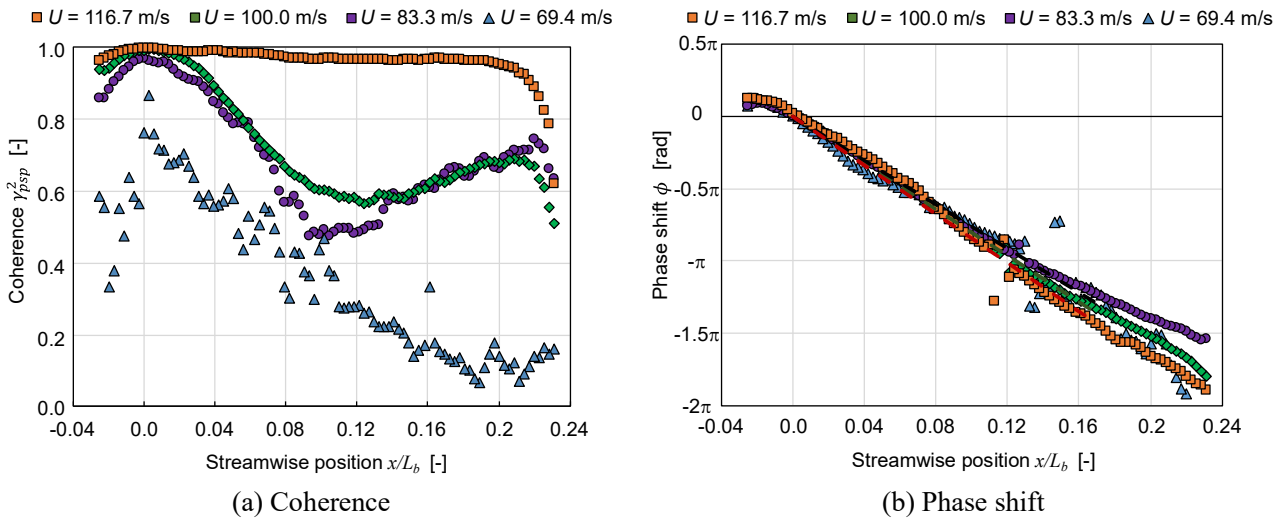 U = 116.7 m/s U = 100.0 m/s U = 83.3 m/s U = 69.4 m/s
1.0
0.8
0.6
0.4
0.2
0.0
Coherence γ²psp [-]
-0.04 0.0 0.04 0.08 0.12 0.16 0.20 0.24
Streamwise position x/Lb [-]
(a) Coherence
U = 116.7 m/s U = 100.0 m/s U = 83.3 m/s U = 69.4 m/s
0.5π
0
-0.5π
-π
-1.5π
-2π
Phase shift ϕ [rad]
-0.04 0.0 0.04 0.08 0.12 0.16 0.20 0.24
Streamwise position x/Lb [-]
(b) Phase shift